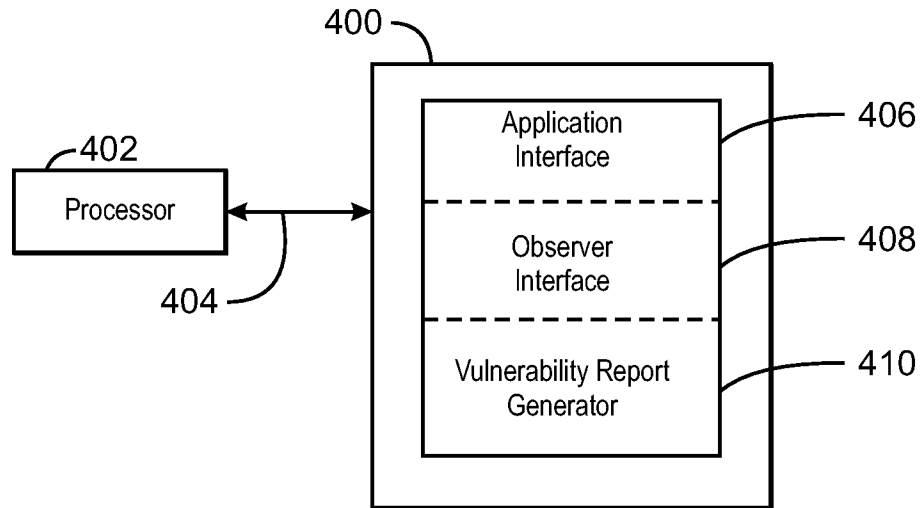 400
Application
Interface
406
402
Processor
404
Observer
Interface
408
Vulnerability Report
Generator
410